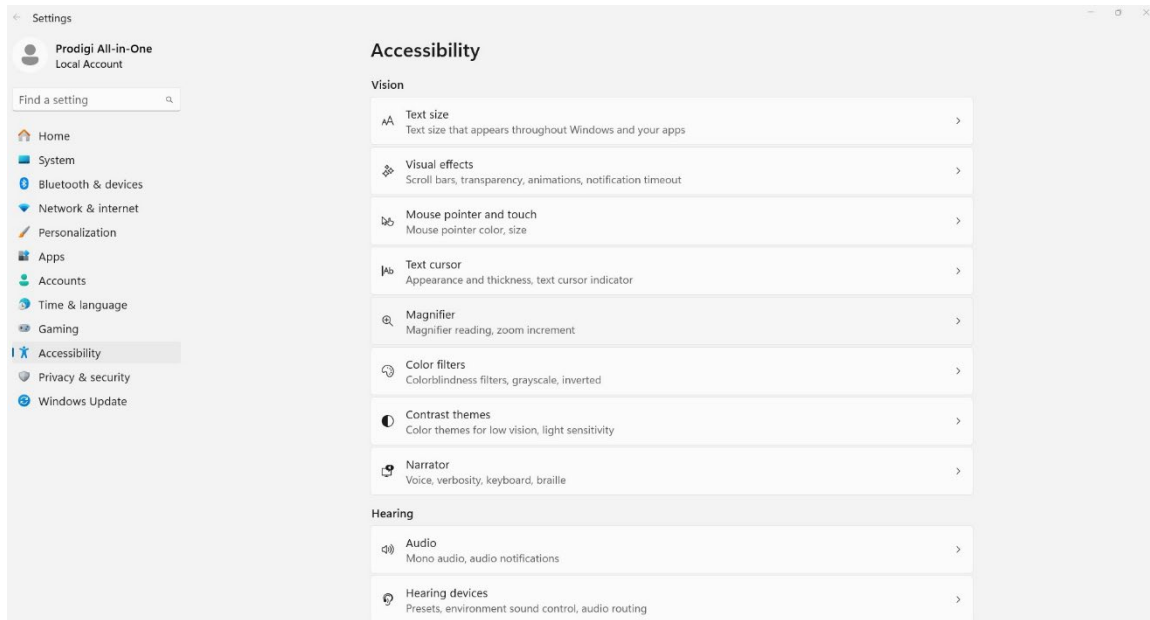 Settings
Prodigi All-in-One
Local Account
Find a setting
Home
System
Bluetooth & devices
Network & internet
Personalization
Apps
Accounts
Time & language
Gaming
Accessibility
Privacy & security
Windows Update
Accessibility
Vision
Text size
Text size that appears throughout Windows and your apps
Visual effects
Scroll bars, transparency, animations, notification timeout
Mouse pointer and touch
Mouse pointer color, size
Text cursor
Appearance and thickness, text cursor indicator
Magnifier
Magnifier reading, zoom increment
Color filters
Colorblindness filters, grayscale, inverted
Contrast themes
Color themes for low vision, light sensitivity
Narrator
Voice, verbosity, keyboard, braille
Hearing
Audio
Mono audio, audio notifications
Hearing devices
Presets, environment sound control, audio routing